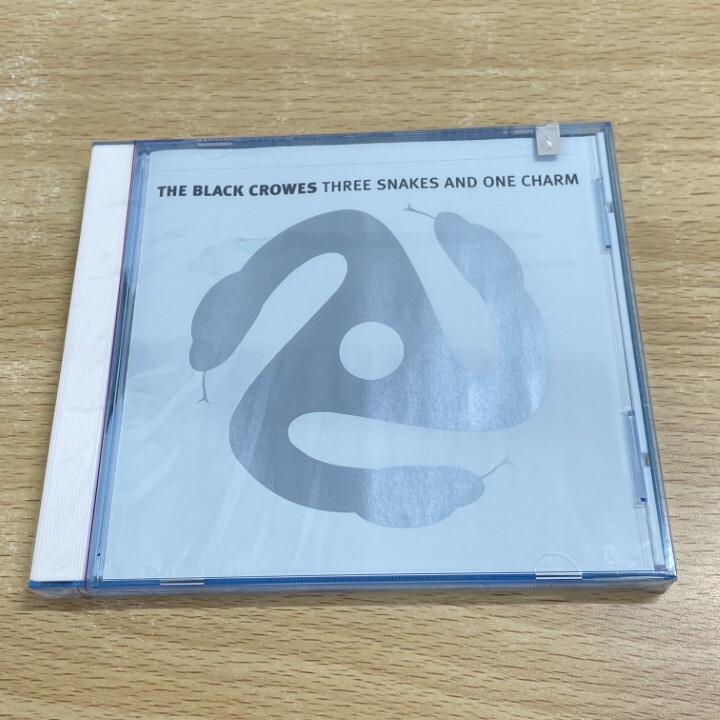 THE BLACK CROWES THREE SNAKES AND ONE CHARM